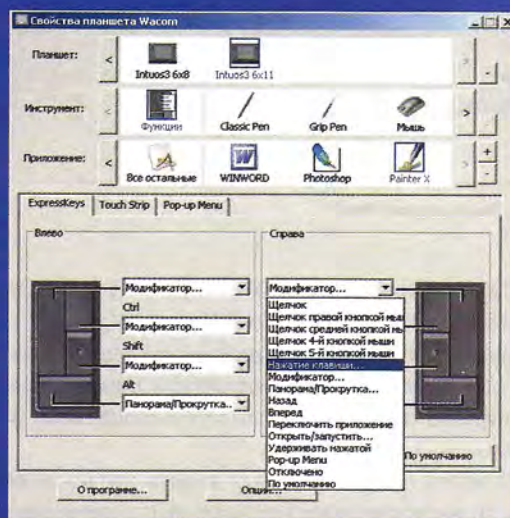 Свойства планшета Wacom
Планшет:
Intuos3 6x8
Intuos3 6x11
Инструмент:
Функции
Classic Pen
Grip Pen
Мышь
Приложение:
Все остальные
WINWORD
Photoshop
Painter X
ExpressKeys
Touch Strip
Pop-up Menu
Влево
Модификатор...
Ctrl
Модификатор...
Shift
Модификатор...
Alt
Панорама/Прокрутка..
Справа
Модификатор...
Щелчок
Щелчок правой кнопкой мыш
Щелчок средней кнопкой мы
Щелчок 4-й кнопкой мыши
Щелчок 5-й кнопкой мыши
Нажатие клавиши...
Модификатор...
Панорама/Прокрутка...
Назад
Вперед
Переключить приложение
Открыть/запустить...
Удерживать нажатой
Pop-up Menu
Отключено
По умолчанию
По умолчанию
О программе...
Опции...